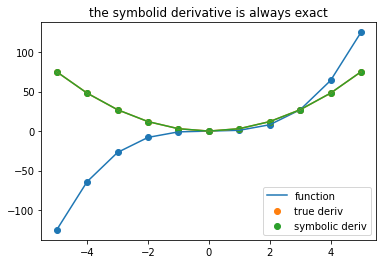 the symbolid derivative is always exact
100
50
0
−50
−100
−4
−2
0
2
4
function
true deriv
symbolic deriv